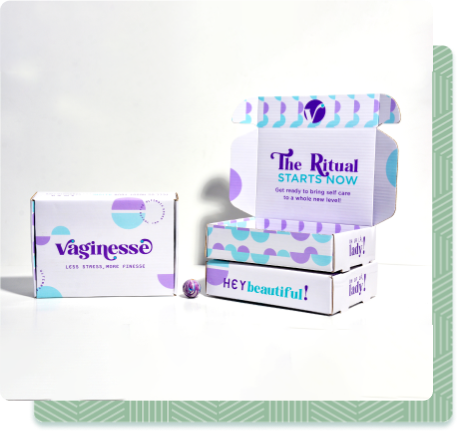 Vaginesse
LESS STRESS, MORE FINESSE
V
The Ritual
STARTS NOW
Get ready to bring self care
to a whole new level!
lady!
HEY beautiful!
lady!